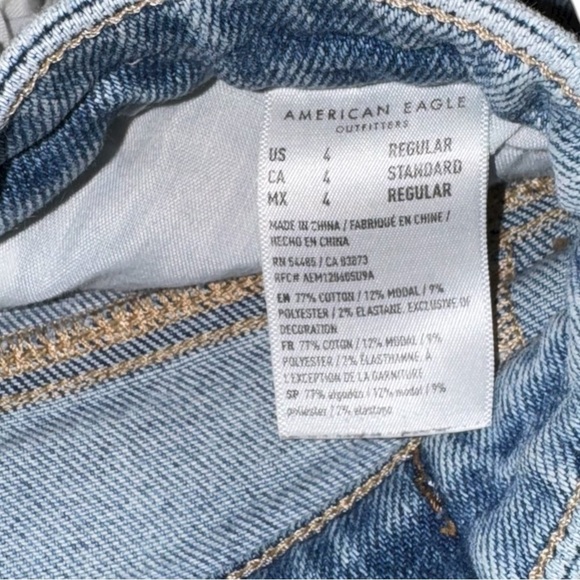 AMERICAN EAGLE
OUTFITTERS
US 4 REGULAR
CA 4 STANDARD
MX 4 REGULAR
MADE IN CHINA / FABRIQUÉ EN CHINE /
HECHO EN CHINA
RN 54485 / CA 83873
RFC# AEM120605U9A
EN 77% COTTON / 12% MODAL / 9%
POLYESTER / 2% ELASTANE, EXCLUSIVE OF
DECORATION
FR 77% COTON / 12% MODAL / 9%
POLYESTER / 2% ÉLASTHANNE, À
L'EXCEPTION DE LA GARNITURE
SP 77% algodón / 12% modal / 9%
poliéster / 2% elastano